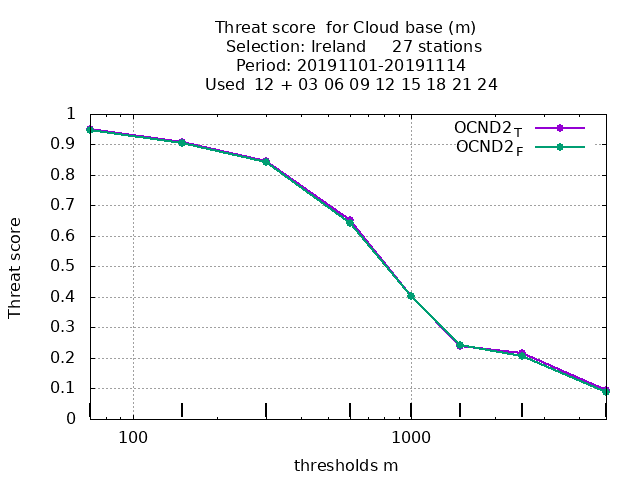 Threat score  for Cloud base (m)
Selection: Ireland     27 stations
Period: 20191101-20191114
Used  12 + 03 06 09 12 15 18 21 24
OCND2T
OCND2F
1
0.9
0.8
0.7
0.6
0.5
0.4
0.3
0.2
0.1
0
Threat score
100 1000
thresholds m